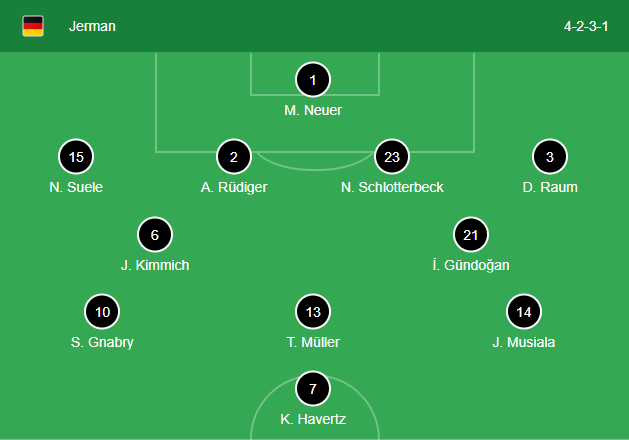 Jerman 4-2-3-1
1
M. Neuer
15 2 23 3
N. Suele A. Rüdiger N. Schlotterbeck D. Raum
6 21
J. Kimmich İ. Gündoğan
10 13 14
S. Gnabry T. Müller J. Musiala
7
K. Havertz